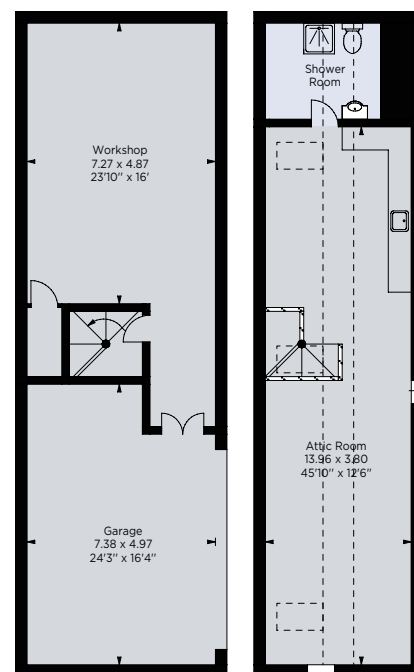 Workshop
7.27 x 4.87
23'10" x 16'
Garage
7.38 x 4.97
24'3" x 16'4"
Shower
Room
Attic Room
13.96 x 3.80
45'10" x 12'6"